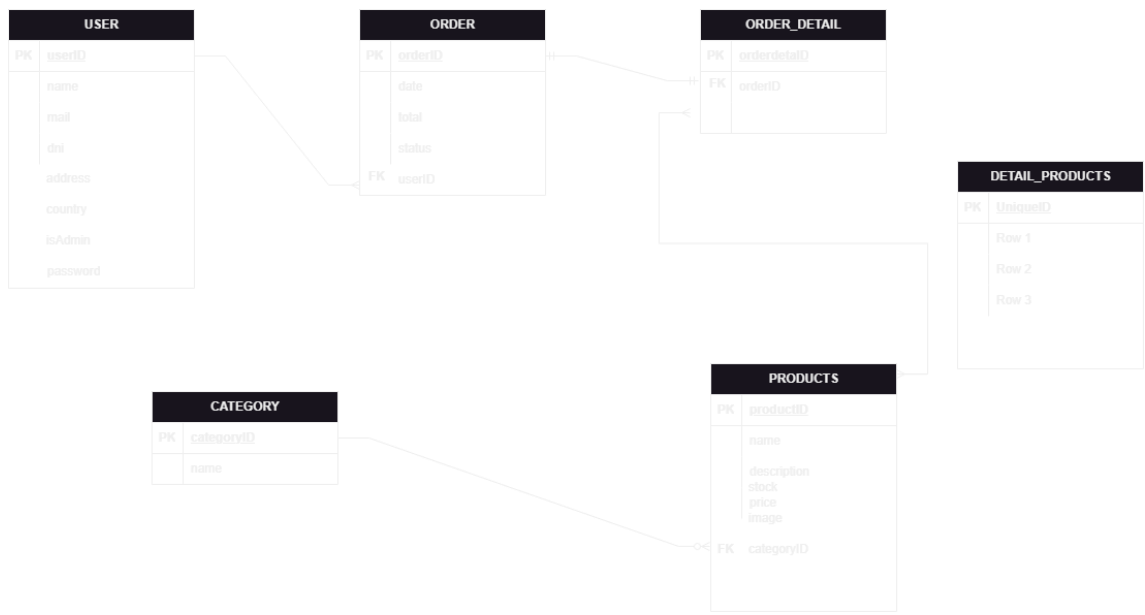 USER
PK userID
name
mail
dni
address
country
isAdmin
password
ORDER
PK orderID
date
total
status
FK userID
ORDER_DETAIL
PK orderdetalD
FK orderID
DETAIL_PRODUCTS
PK UniqueID
Row 1
Row 2
Row 3
CATEGORY
PK categoryID
name
PRODUCTS
PK productID
name
description
stock
price
image
FK categoryID